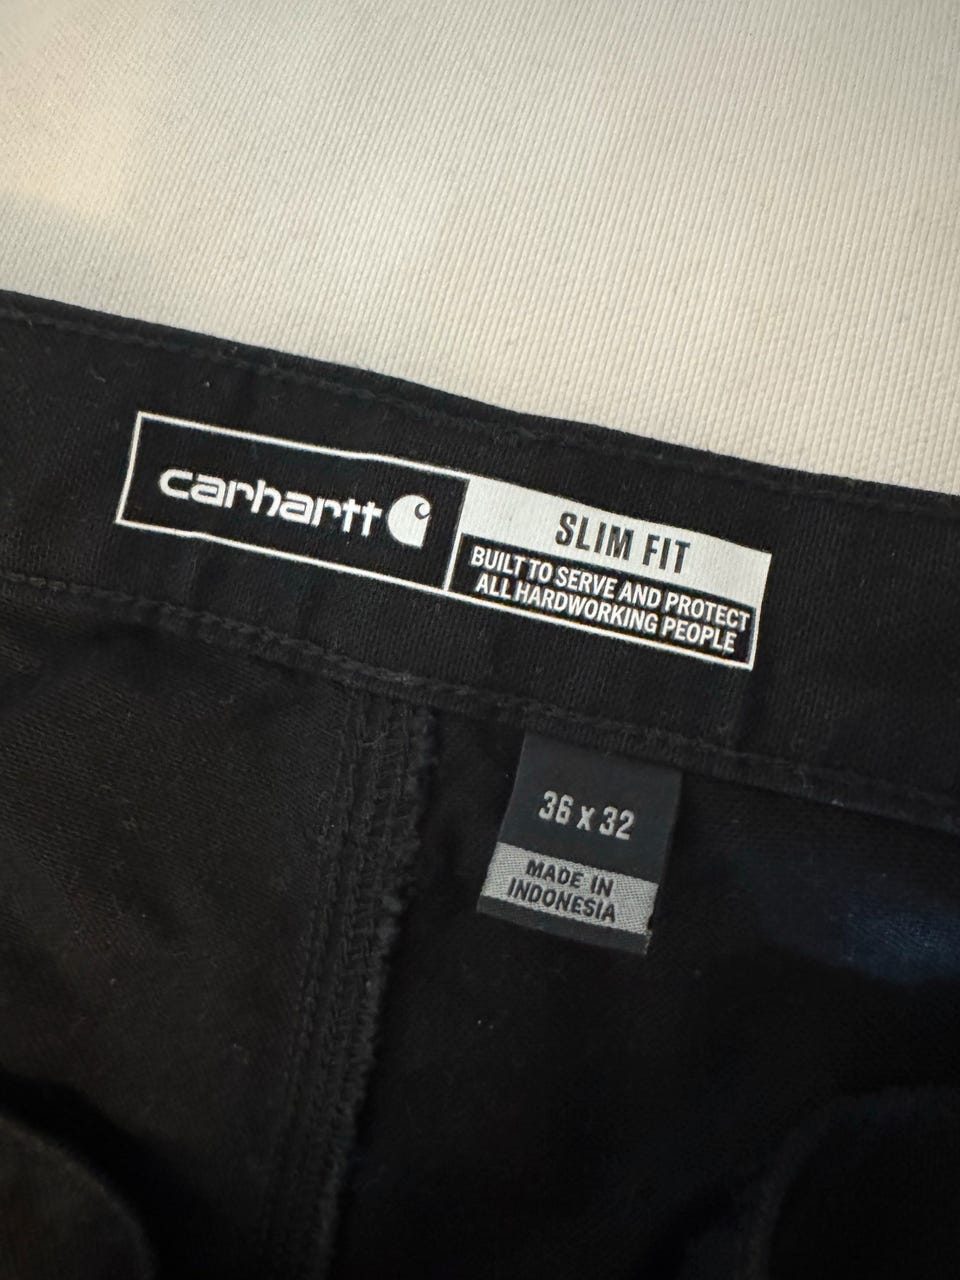 carhartt
SLIM FIT
BUILT TO SERVE AND PROTECT
ALL HARDWORKING PEOPLE
36 x 32
MADE IN
INDONESIA